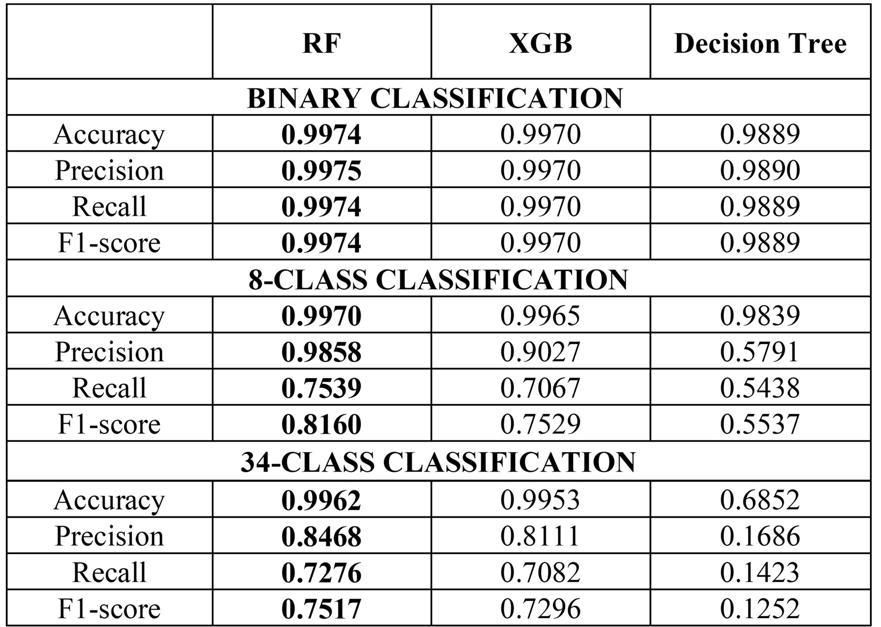 RF XGB Decision Tree
BINARY CLASSIFICATION
Accuracy 0.9974 0.9970 0.9889
Precision 0.9975 0.9970 0.9890
Recall 0.9974 0.9970 0.9889
F1-score 0.9974 0.9970 0.9889
8-CLASS CLASSIFICATION
Accuracy 0.9970 0.9965 0.9839
Precision 0.9858 0.9027 0.5791
Recall 0.7539 0.7067 0.5438
F1-score 0.8160 0.7529 0.5537
34-CLASS CLASSIFICATION
Accuracy 0.9962 0.9953 0.6852
Precision 0.8468 0.8111 0.1686
Recall 0.7276 0.7082 0.1423
F1-score 0.7517 0.7296 0.1252